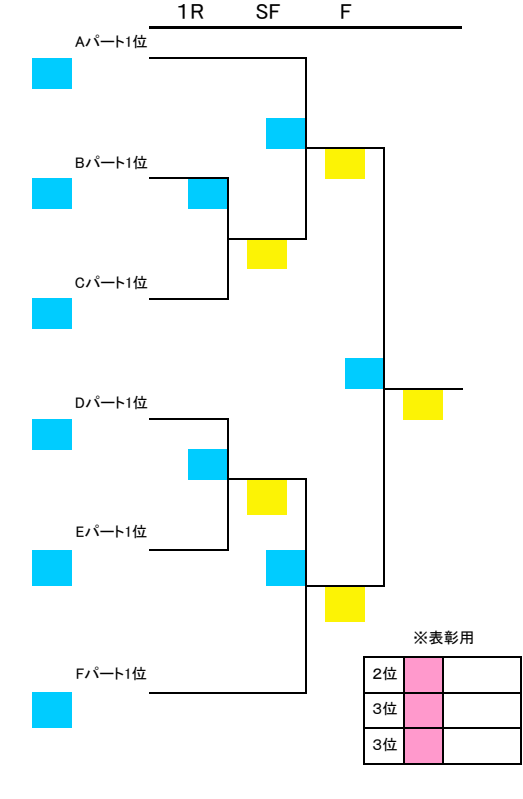 １R SF F
Aパート1位
Bパート1位
Cパート1位
Dパート1位
Eパート1位
Fパート1位
※表彰用
２位
３位
３位